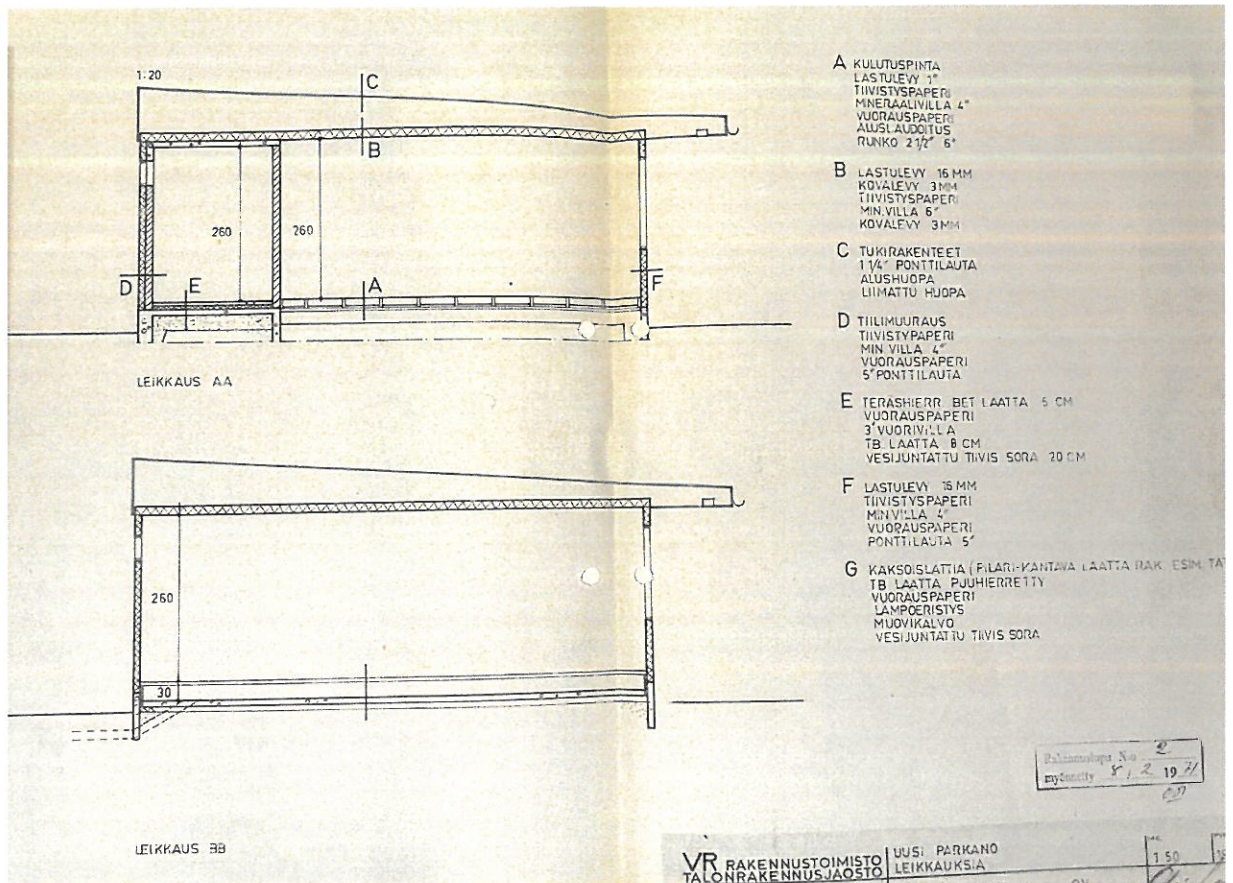 1:20
C
B
260
260
D
E
A
F
LEIKKAUS AA
260
30
LEIKKAUS BB
A KULUTUSPINTA
LASTULEVY 1"
TIIVISTYSPAPERI
MINERAALIVILLA 4"
VUORAUSPAPERI
ALUSLAUDOITUS
RUNKO 2 1/2" 6"
B LASTULEVY 16 MM
KOVALEVY 3 MM
TIIVISTYSPAPERI
MIN.VILLA 6"
KOVALEVY 3 MM
C TUKIRAKENTEET
1 1/4" PONTTILAUTA
ALUSHUOPA
LIIMATTU HUOPA
D TIILIMUURAUS
TIIVISTYPAPERI
MIN VILLA 4"
VUORAUSPAPERI
5" PONTTILAUTA
E TERÄSHIERR. BET LAATTA 5 CM
VUORAUSPAPERI
3" VUORIVILLA
TB. LAATTA 8 CM
VESIJUNTATTU TIIVIS SORA 20 CM
F LASTULEVY 16 MM
TIIVISTYSPAPERI
MIN.VILLA 4"
VUORAUSPAPERI
PONTTILAUTA 5"
G KAKSOISLATTIA (PILARI-KANTAVA LAATTA RAK. ESIM. TA
TB LAATTA PUUHIERRETTY
VUORAUSPAPERI
LÄMPÖERISTYS
MUOVIKALVO
VESIJUNTATTU TIIVIS SORA
Rakennuslupa N:o 2
myönnetty 8 / 2 19 71
VR RAKENNUSTOIMISTO
TALONRAKENNUSJAOSTO
UUSI PARKANO
LEIKKAUKSIA
1 50